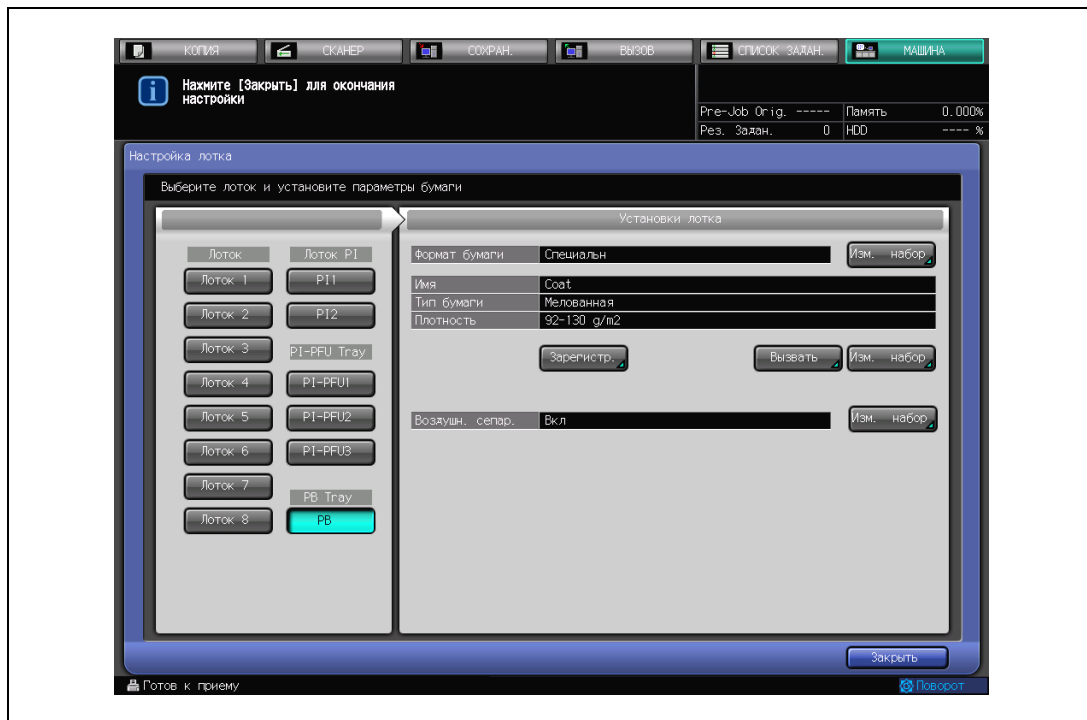 КОПИЯ СКАНЕР СОХРАН. ВЫЗОВ СПИСОК ЗАДАН. МАШИНА
Нажмите [Закрыть] для окончания
настройки
Pre-Job Orig. ----- Память 0.000%
Рез. Задан. 0 HDD ---- %
Настройка лотка
Выберите лоток и установите параметры бумаги
Установки лотка
Лоток Лоток PI
Формат бумаги Специальн Изм. набор
Лоток 1 PI1
Имя Coat
Тип бумаги Мелованная
Лоток 2 PI2
Плотность 92-130 g/m2
Лоток 3 PI-PFU Tray
Зарегистр. Вызвать Изм. набор
Лоток 4 PI-PFU1
Лоток 5 PI-PFU2
Воздушн. сепар. Вкл Изм. набор
Лоток 6 PI-PFU3
Лоток 7
PB Tray
Лоток 8 PB
Закрыть
Готов к приему Поворот